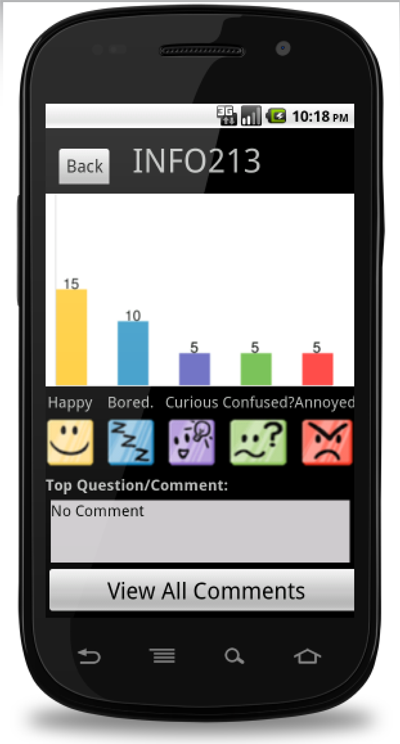 3G 10:18 PM
Back INFO213
15
10
5 5 5
Happy Bored. Curious Confused? Annoyed
z z z ?
Top Question/Comment:
No Comment
View All Comments